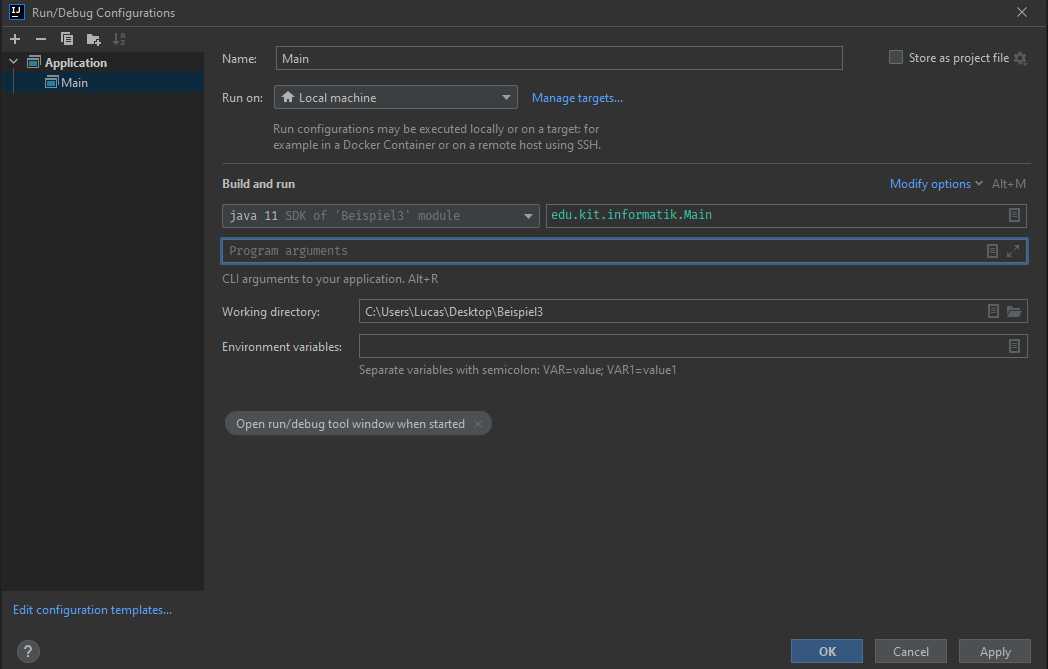 IJ Run/Debug Configurations
Application
Main
Name: Main Store as project file
Run on: Local machine Manage targets...
Run configurations may be executed locally or on a target: for
example in a Docker Container or on a remote host using SSH.
Build and run Modify options Alt+M
java 11 SDK of 'Beispiel3' module edu.kit.informatik.Main
Program arguments
CLI arguments to your application. Alt+R
Working directory: C:\Users\Lucas\Desktop\Beispiel3
Environment variables:
Separate variables with semicolon: VAR=value; VAR1=value1
Open run/debug tool window when started
Edit configuration templates...
? OK Cancel Apply